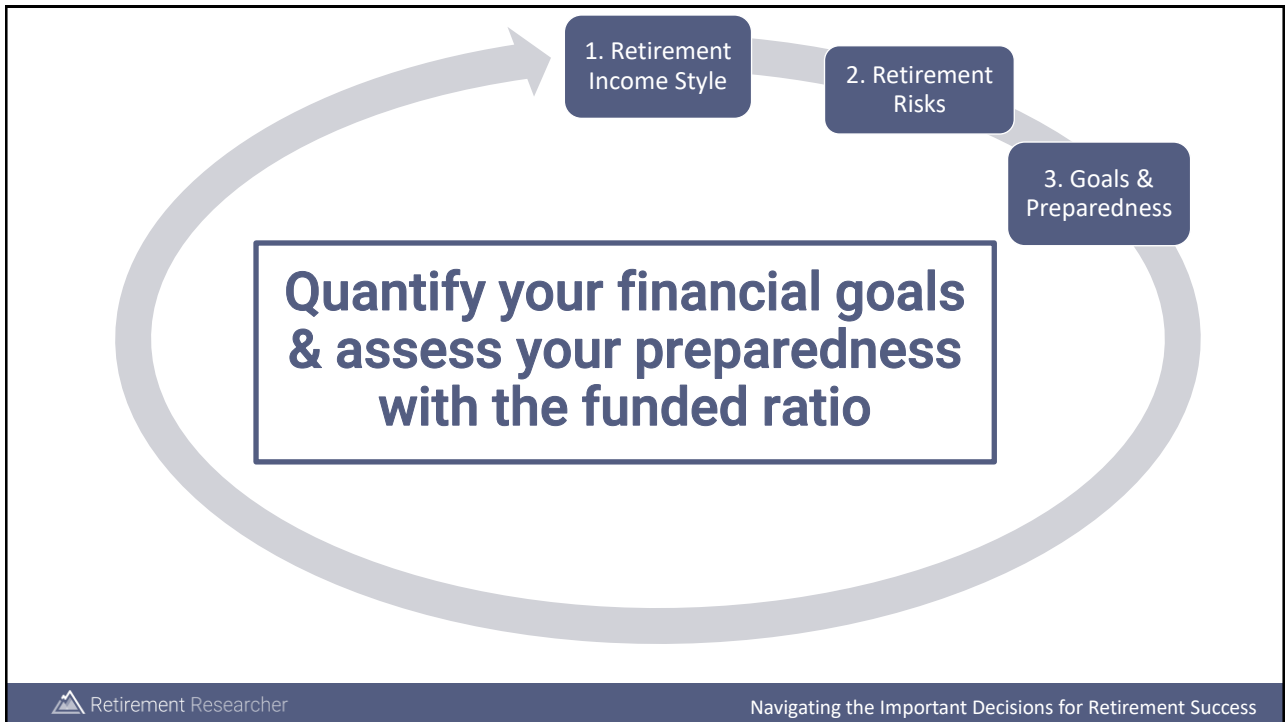 1. Retirement
Income Style
2. Retirement
Risks
3. Goals &
Preparedness
Quantify your financial goals
& assess your preparedness
with the funded ratio
Retirement Researcher
Navigating the Important Decisions for Retirement Success